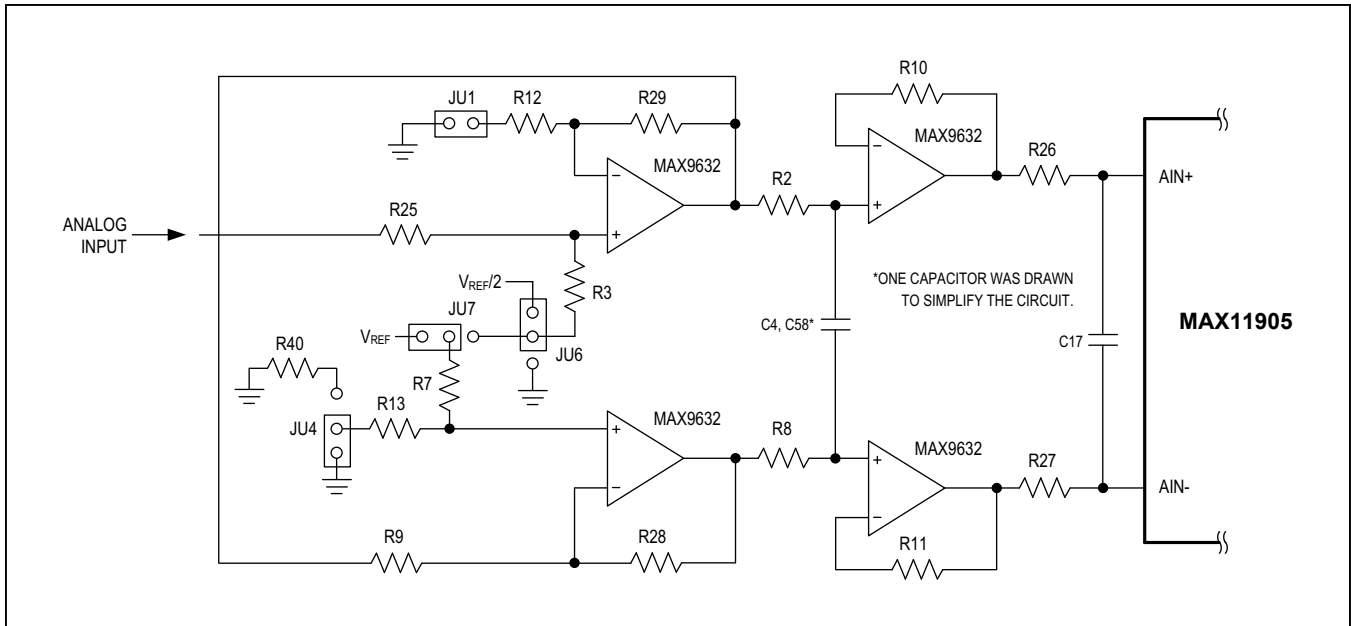 R10
JU1
R12
R29
MAX9632
MAX9632
R2
R26
AIN+
R25
ANALOG
INPUT
*ONE CAPACITOR WAS DRAWN
TO SIMPLIFY THE CIRCUIT.
VREF/2
R3
JU7
MAX11905
VREF
C4, C58*
C17
JU6
R40
R7
R13
MAX9632
R8
MAX9632
JU4
R27
AIN-
R9
R28
R11